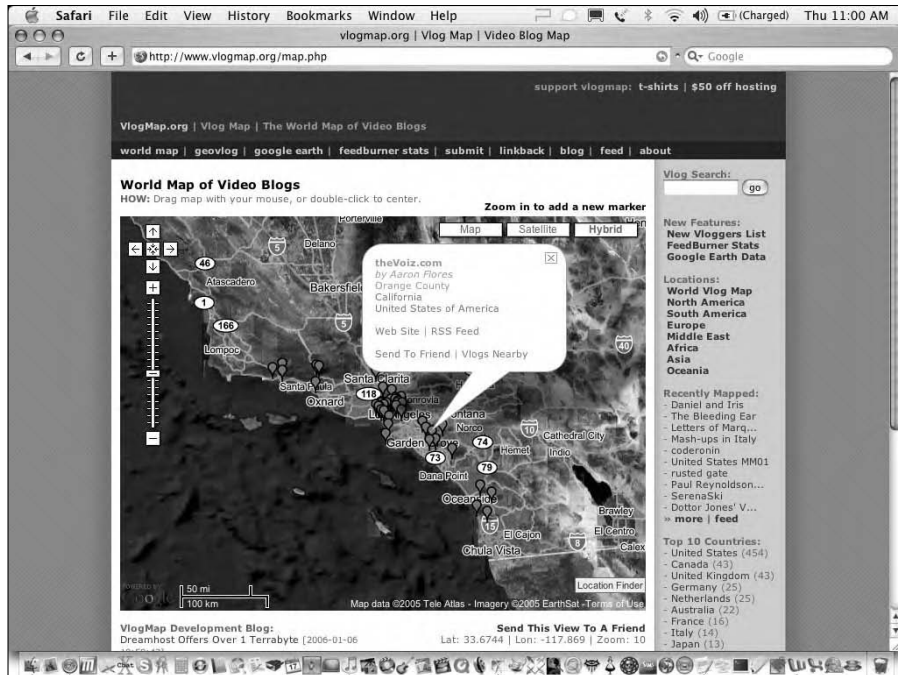 Safari File Edit View History Bookmarks Window Help (Charged) Thu 11:00 AM
vlogmap.org | Vlog Map | Video Blog Map
http://www.vlogmap.org/map.php Google
support vlogmap: t-shirts | $50 off hosting
VlogMap.org | Vlog Map | The World Map of Video Blogs
world map | geovlog | google earth | feedburner stats | submit | linkback | blog | feed | about
World Map of Video Blogs
HOW: Drag map with your mouse, or double-click to center.
Zoom in to add a new marker
Map Satellite Hybrid
Porterville
5
Delano
46
Atascadero
Bakersfie
1
166
5
Lompoc
40
Santa Paula
Santa Clarita
118
Oxnard
Monrovia
Los Angeles
Fontana
Norco
10
Cathedral City
Garden Grove
74
Hemet
Indio
73
79
Dana Point
Oceanside
Brawley
15
El Cajon
El Centro
8
Chula Vista
Calex
theVoiz.com
by Aaron Flores
Orange County
California
United States of America
Web Site | RSS Feed
Send To Friend | Vlogs Nearby
Location Finder
50 mi
100 km
POWERED BY
Google
Map data ©2005 Tele Atlas - Imagery ©2005 EarthSat - Terms of Use
VlogMap Development Blog:
Dreamhost Offers Over 1 Terrabyte [2006-01-06
Send This View To A Friend
Lat: 33.6744 | Lon: -117.869 | Zoom: 10
Vlog Search:
go
New Features:
New Vloggers List
FeedBurner Stats
Google Earth Data
Locations:
World Vlog Map
North America
South America
Europe
Middle East
Africa
Asia
Oceania
Recently Mapped:
- Daniel and Iris
- The Bleeding Ear
- Letters of Marq...
- Mash-ups in Italy
- coderonin
- United States MM01
- rusted gate
- Paul Reynoldson...
- SerenaSki
- Dottor Jones' V...
» more | feed
Top 10 Countries:
- United States (454)
- Canada (43)
- United Kingdom (43)
- Germany (25)
- Netherlands (25)
- Australia (22)
- France (16)
- Italy (14)
- Japan (13)